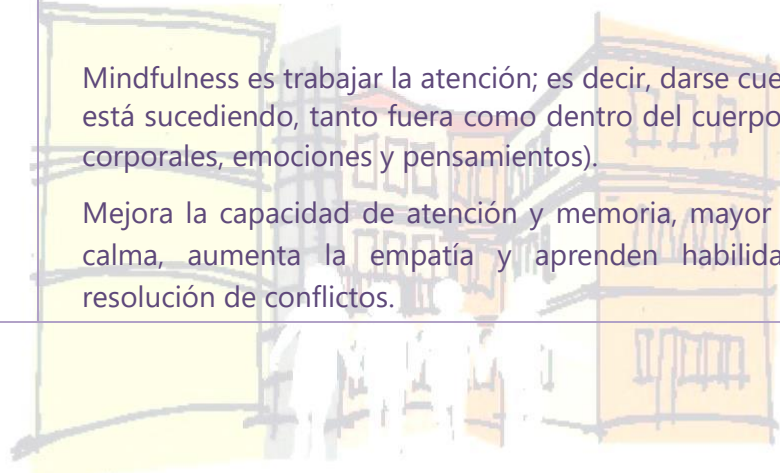 Mindfulness es trabajar la atención; es decir, darse cue
está sucediendo, tanto fuera como dentro del cuerpo
corporales, emociones y pensamientos).
Mejora la capacidad de atención y memoria, mayor
calma, aumenta la empatía y aprenden habilida
resolución de conflictos.